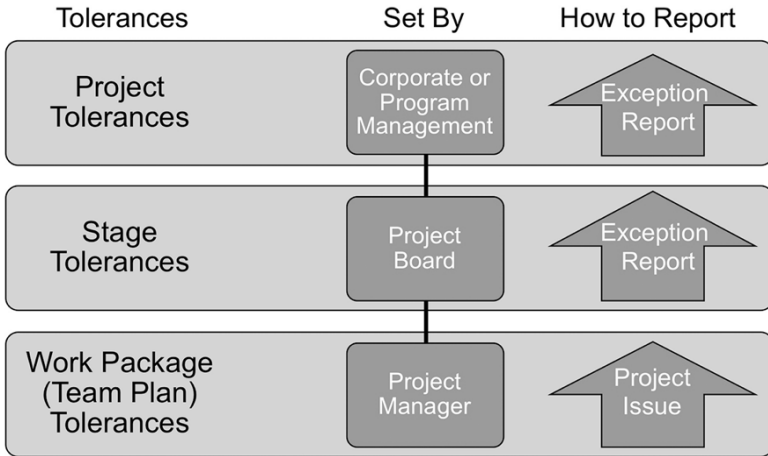 Tolerances
Set By
How to Report
Project
Tolerances
Corporate or
Program
Management
Exception
Report
Stage
Tolerances
Project
Board
Exception
Report
Work Package
(Team Plan)
Tolerances
Project
Manager
Project
Issue